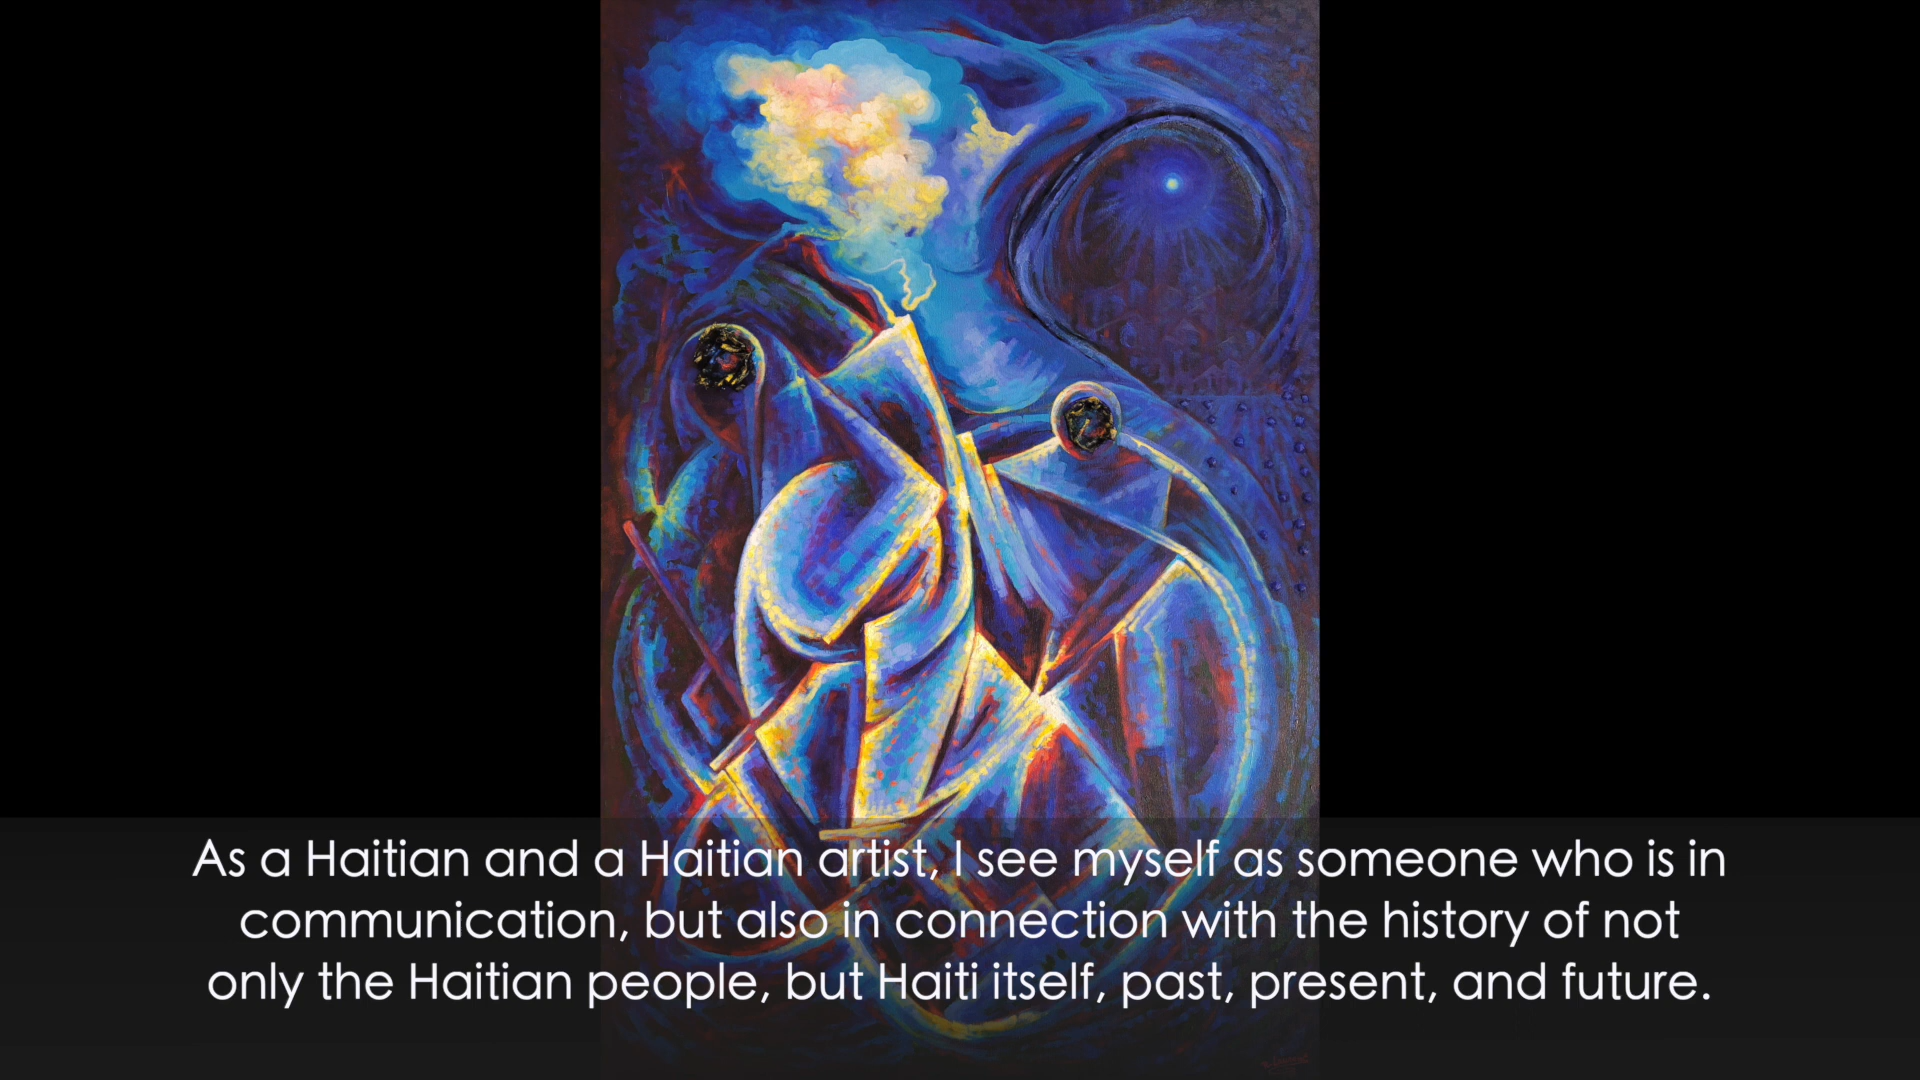 As a Haitian and a Haitian artist, I see myself as someone who is in
communication, but also in connection with the history of not
only the Haitian people, but Haiti itself, past, present, and future.